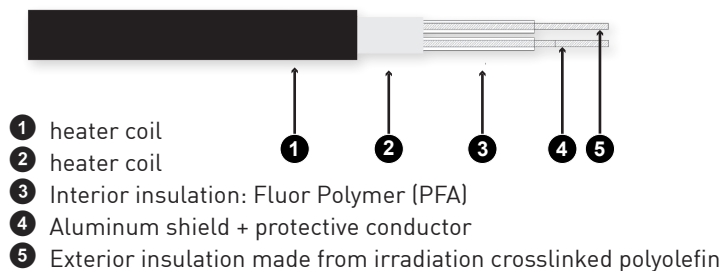 1 2 3 4 5
1 heater coil
2 heater coil
3 Interior insulation: Fluor Polymer (PFA)
4 Aluminum shield + protective conductor
5 Exterior insulation made from irradiation crosslinked polyolefin